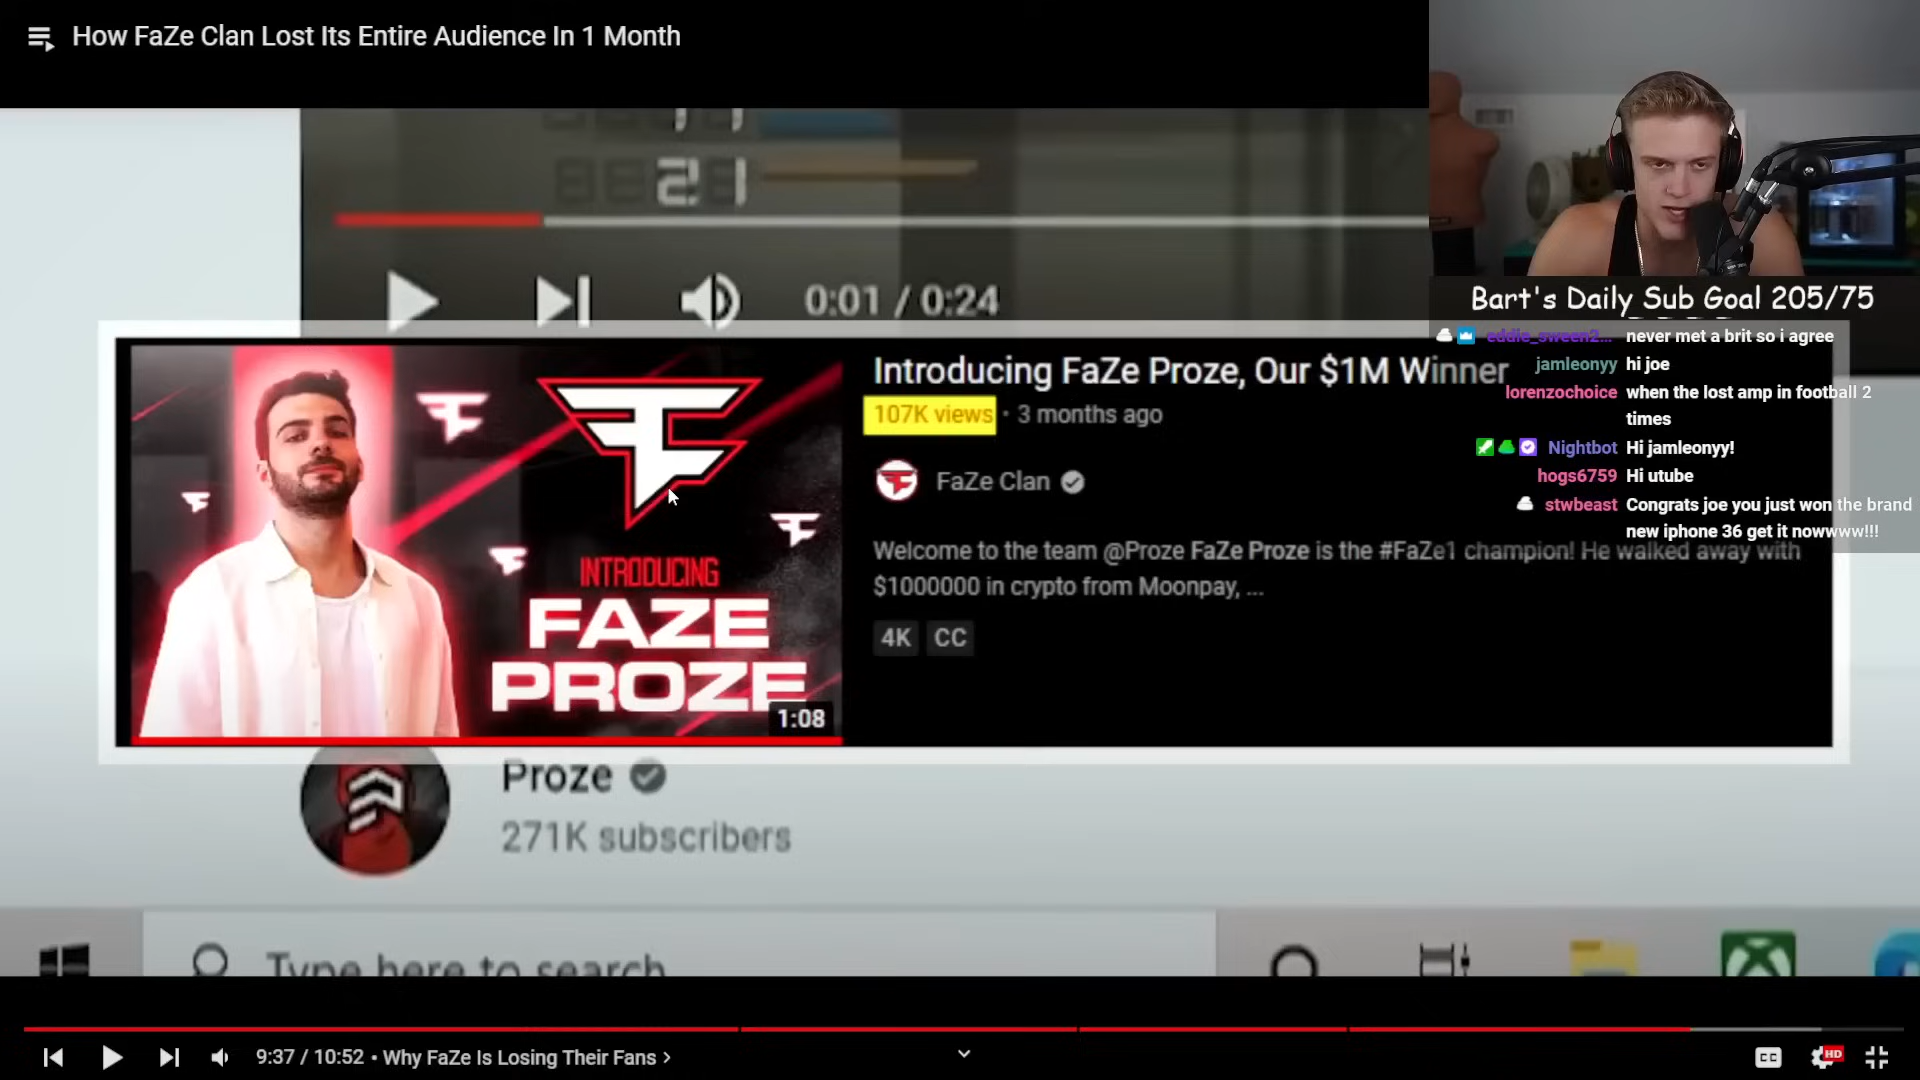 How FaZe Clan Lost Its Entire Audience In 1 Month
21
0:01 / 0:24
Bart's Daily Sub Goal 205/75
eddie_sween2... never met a brit so i agree
jamleonyy hi joe
lorenzochoice when the lost amp in football 2
times
Nightbot Hi jamleonyy!
hogs6759 Hi utube
stwbeast Congrats joe you just won the brand
new iphone 36 get it nowwww!!!
Introducing FaZe Proze, Our $1M Winner
107K views • 3 months ago
FaZe Clan
Welcome to the team @Proze FaZe Proze is the #FaZe1 champion! He walked away with
$1000000 in crypto from Moonpay, ...
4K CC
INTRODUCING
FAZE
PROZE
1:08
Proze
271K subscribers
Type here to search
9:37 / 10:52 • Why FaZe Is Losing Their Fans >
CC
HD